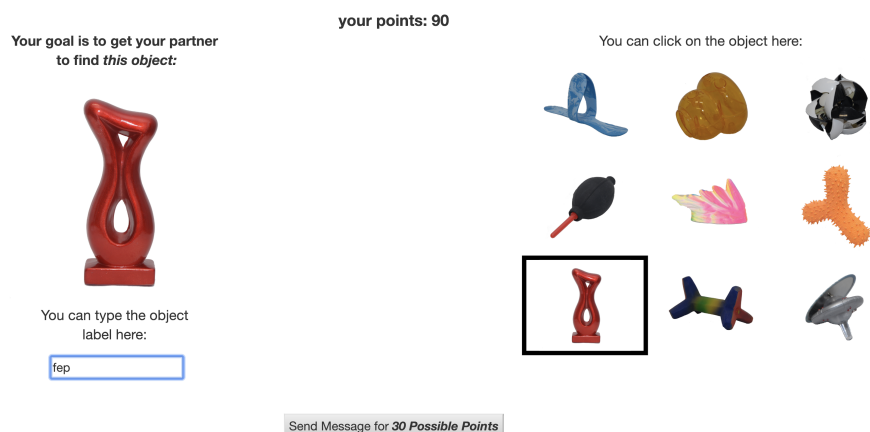 your points: 90
Your goal is to get your partner
to find this object:
You can click on the object here:
You can type the object
label here:
fep
Send Message for 30 Possible Points